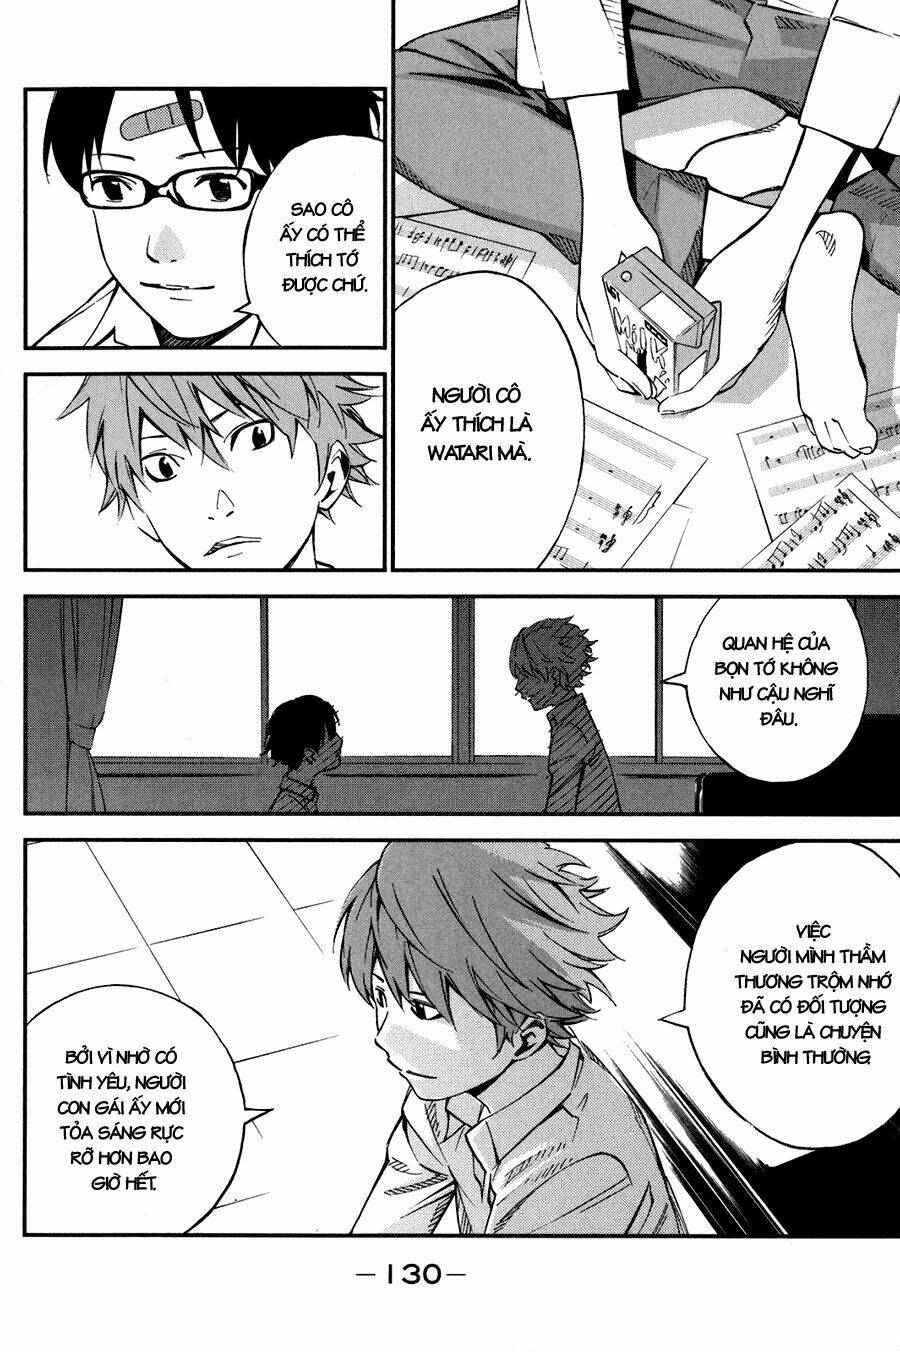 Milk
NGƯỜI CÔ
ẤY THÍCH LÀ
WATARI MÀ.
SAO CÔ
ẤY CÓ THỂ
THÍCH TỚ
ĐƯỢC CHỨ.
QUAN HỆ CỦA
BỌN TỚ KHÔNG
NHƯ CẬU NGHĨ
ĐÂU.
VIỆC
NGƯỜI MÌNH THẦM
THƯƠNG TRỘM NHỚ
ĐÃ CÓ ĐỐI TƯỢNG
CŨNG LÀ CHUYỆN
BÌNH THƯỜNG.
BỞI VÌ NHỜ CÓ
TÌNH YÊU, NGƯỜI
CON GÁI ẤY MỚI
TỎA SÁNG RỰC
RỠ HƠN BAO
GIỜ HẾT.
—130—